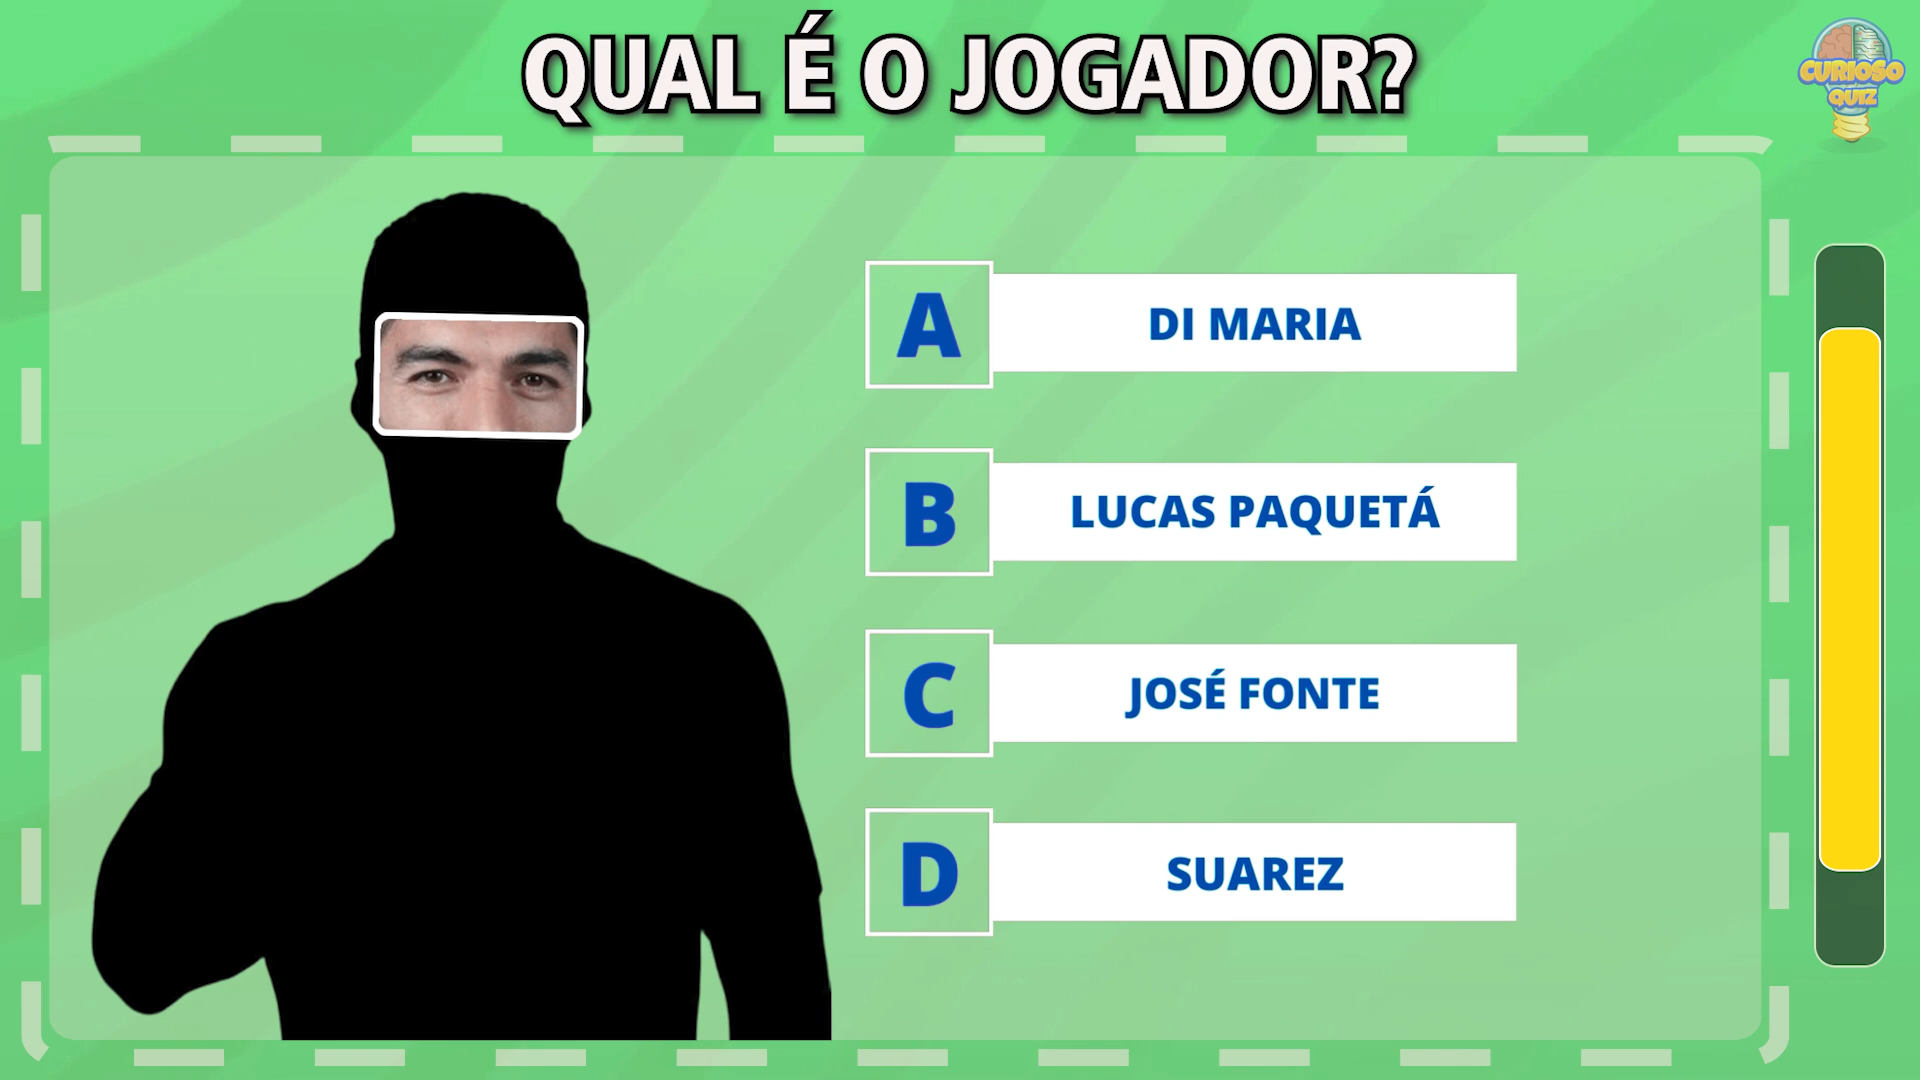 QUAL É O JOGADOR?
CURIOSO
QUIZ
A DI MARIA
B LUCAS PAQUETÁ
C JOSÉ FONTE
D SUAREZ